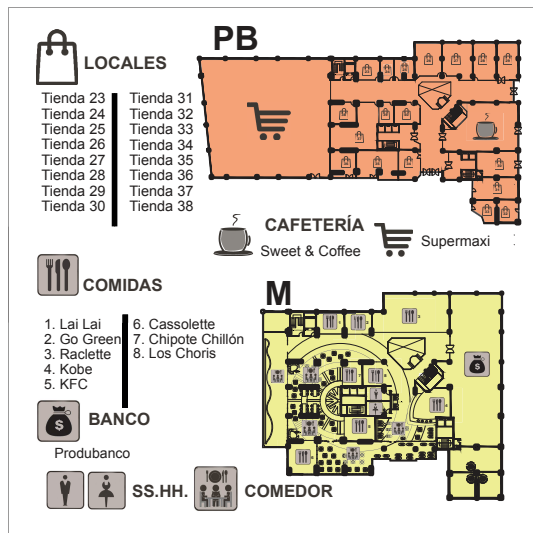 PB
LOCALES
Tienda 23
Tienda 24
Tienda 25
Tienda 26
Tienda 27
Tienda 28
Tienda 29
Tienda 30
Tienda 31
Tienda 32
Tienda 33
Tienda 34
Tienda 35
Tienda 36
Tienda 37
Tienda 38
CAFETERÍA
Sweet & Coffee
Supermaxi
COMIDAS
M
1. Lai Lai
2. Go Green
3. Raclette
4. Kobe
5. KFC
6. Cassolette
7. Chipote Chillón
8. Los Choris
BANCO
Produbanco
SS.HH.
COMEDOR